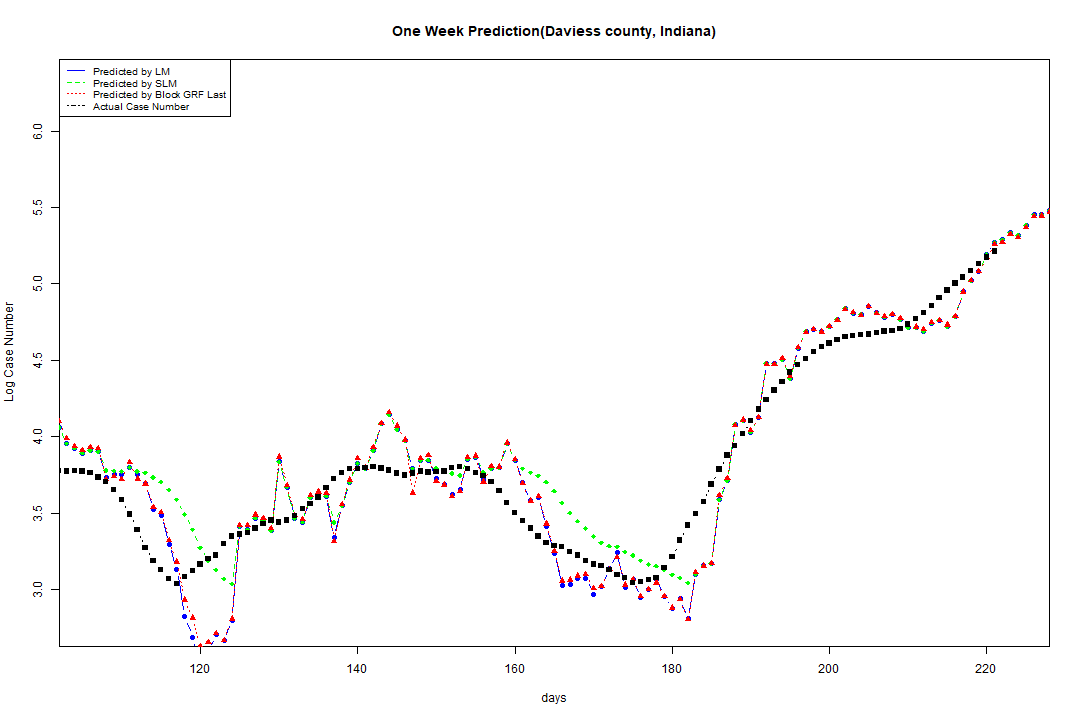 One Week Prediction(Daviess county, Indiana)
Predicted by LM
Predicted by SLM
Predicted by Block GRF Last
Actual Case Number
6.0
5.5
5.0
4.5
4.0
3.5
3.0
Log Case Number
120 140 160 180 200 220
days